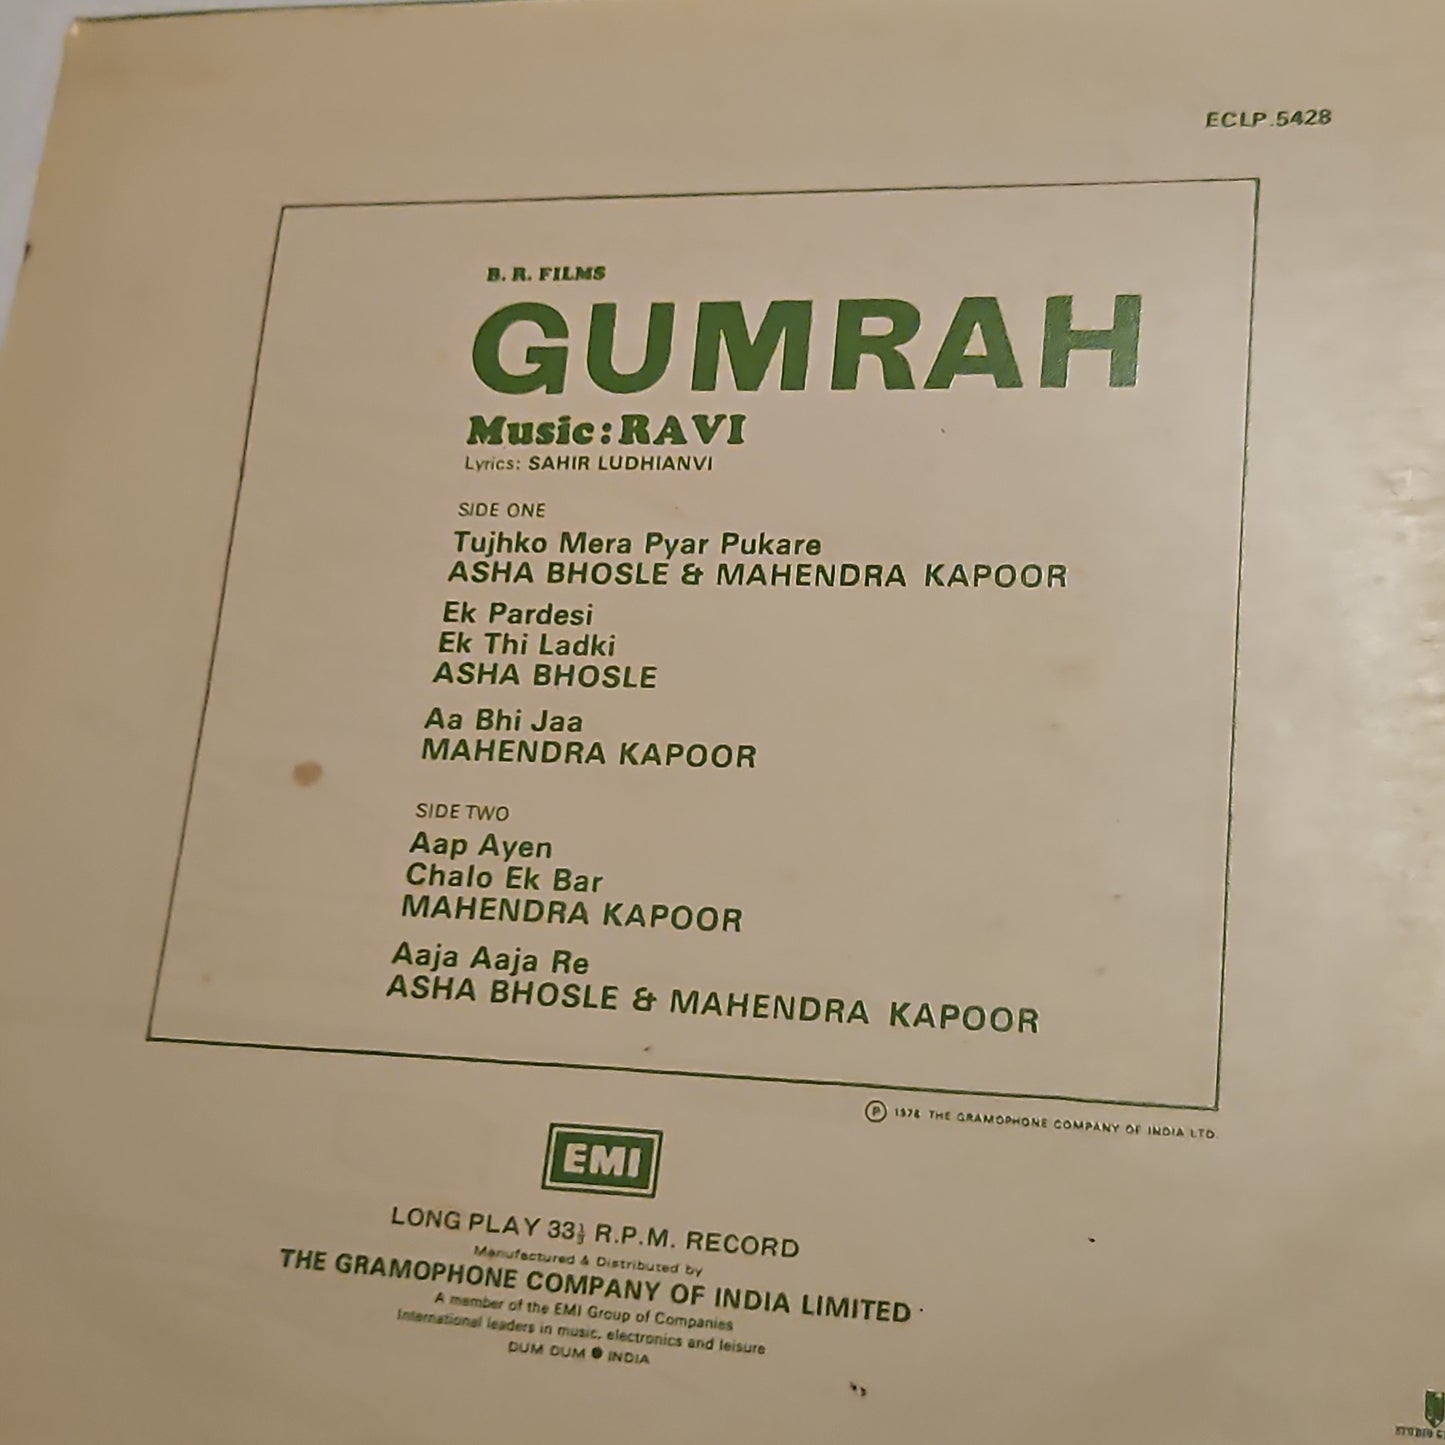 ECLP.5428
B. R. FILMS
GUMRAH
Music: RAVI
Lyrics: SAHIR LUDHIANVI
SIDE ONE
Tujhko Mera Pyar Pukare
ASHA BHOSLE & MAHENDRA KAPOOR
Ek Pardesi
Ek Thi Ladki
ASHA BHOSLE
Aa Bhi Jaa
MAHENDRA KAPOOR
SIDE TWO
Aap Ayen
Chalo Ek Bar
MAHENDRA KAPOOR
Aaja Aaja Re
ASHA BHOSLE & MAHENDRA KAPOOR
Ⓟ THE GRAMOPHONE COMPANY OF INDIA LTD.
EMI
LONG PLAY 33⅓ R.P.M. RECORD
Manufactured & Distributed by
THE GRAMOPHONE COMPANY OF INDIA LIMITED
A member of the EMI Group of Companies
International leaders in music, electronics and leisure
DUM DUM ● INDIA
STUDIO